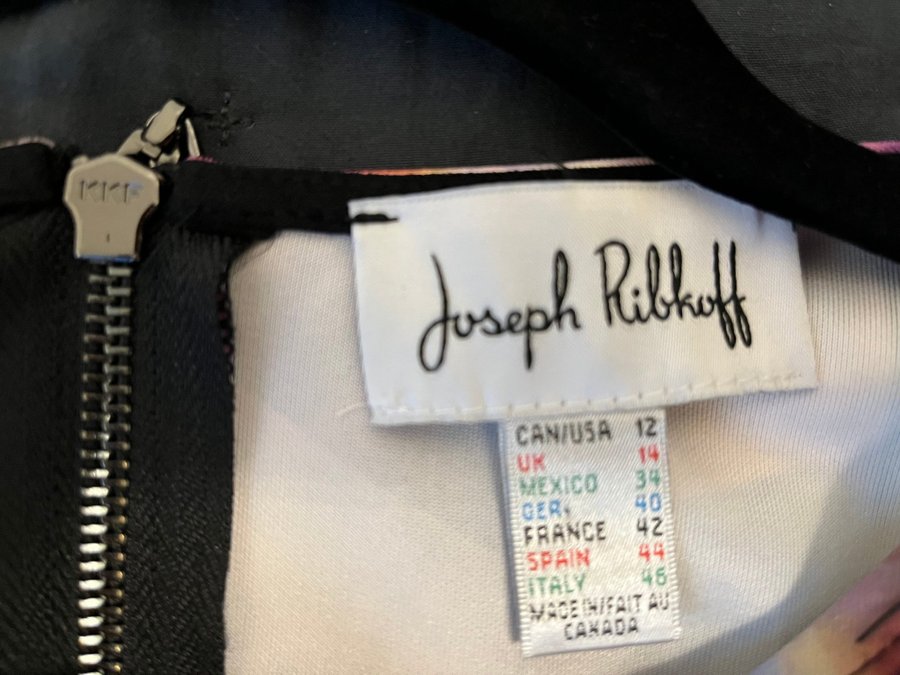 KKF
Joseph Ribkoff
CAN/USA 12
UK 14
MEXICO 34
GER. 40
FRANCE 42
SPAIN 44
ITALY 46
MADE IN/FAIT AU
CANADA